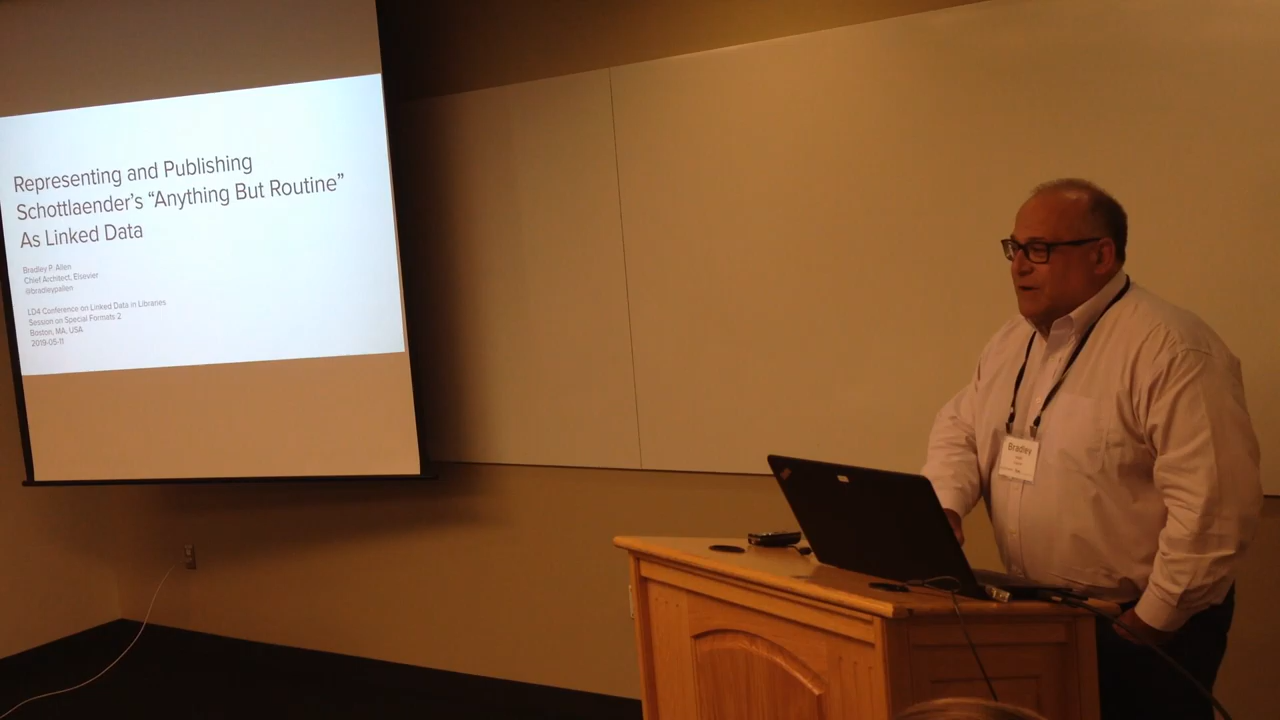 Representing and Publishing
Schottlaender's “Anything But Routine”
As Linked Data
Bradley P. Allen
Chief Architect, Elsevier
@bradleypallen
LD4 Conference on Linked Data in Libraries
Session on Special Formats 2
Boston, MA, USA
2019-05-11
Bradley